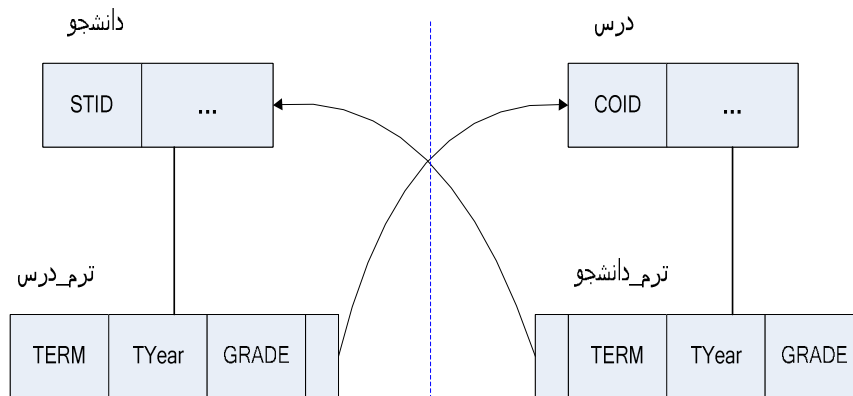 دانشجو
درس
STID ...
COID ...
ترم_درس
ترم_دانشجو
TERM TYear GRADE
TERM TYear GRADE